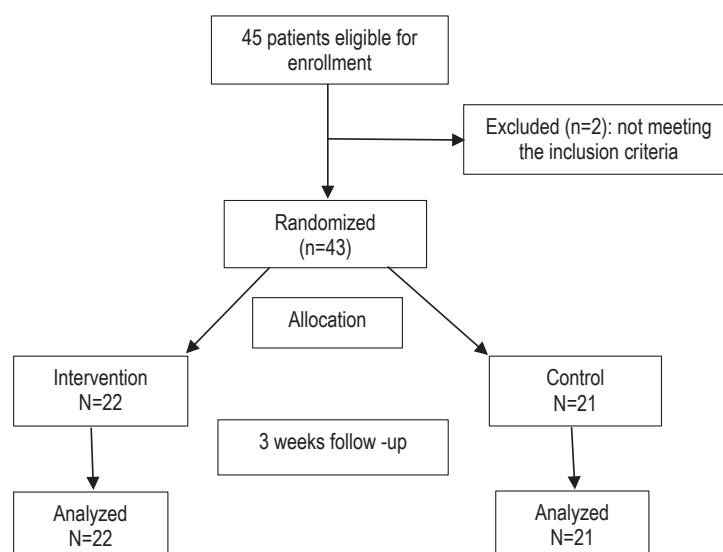 45 patients eligible for
enrollment
Excluded (n=2): not meeting
the inclusion criteria
Randomized
(n=43)
Allocation
Intervention
N=22
Control
N=21
3 weeks follow -up
Analyzed
N=22
Analyzed
N=21